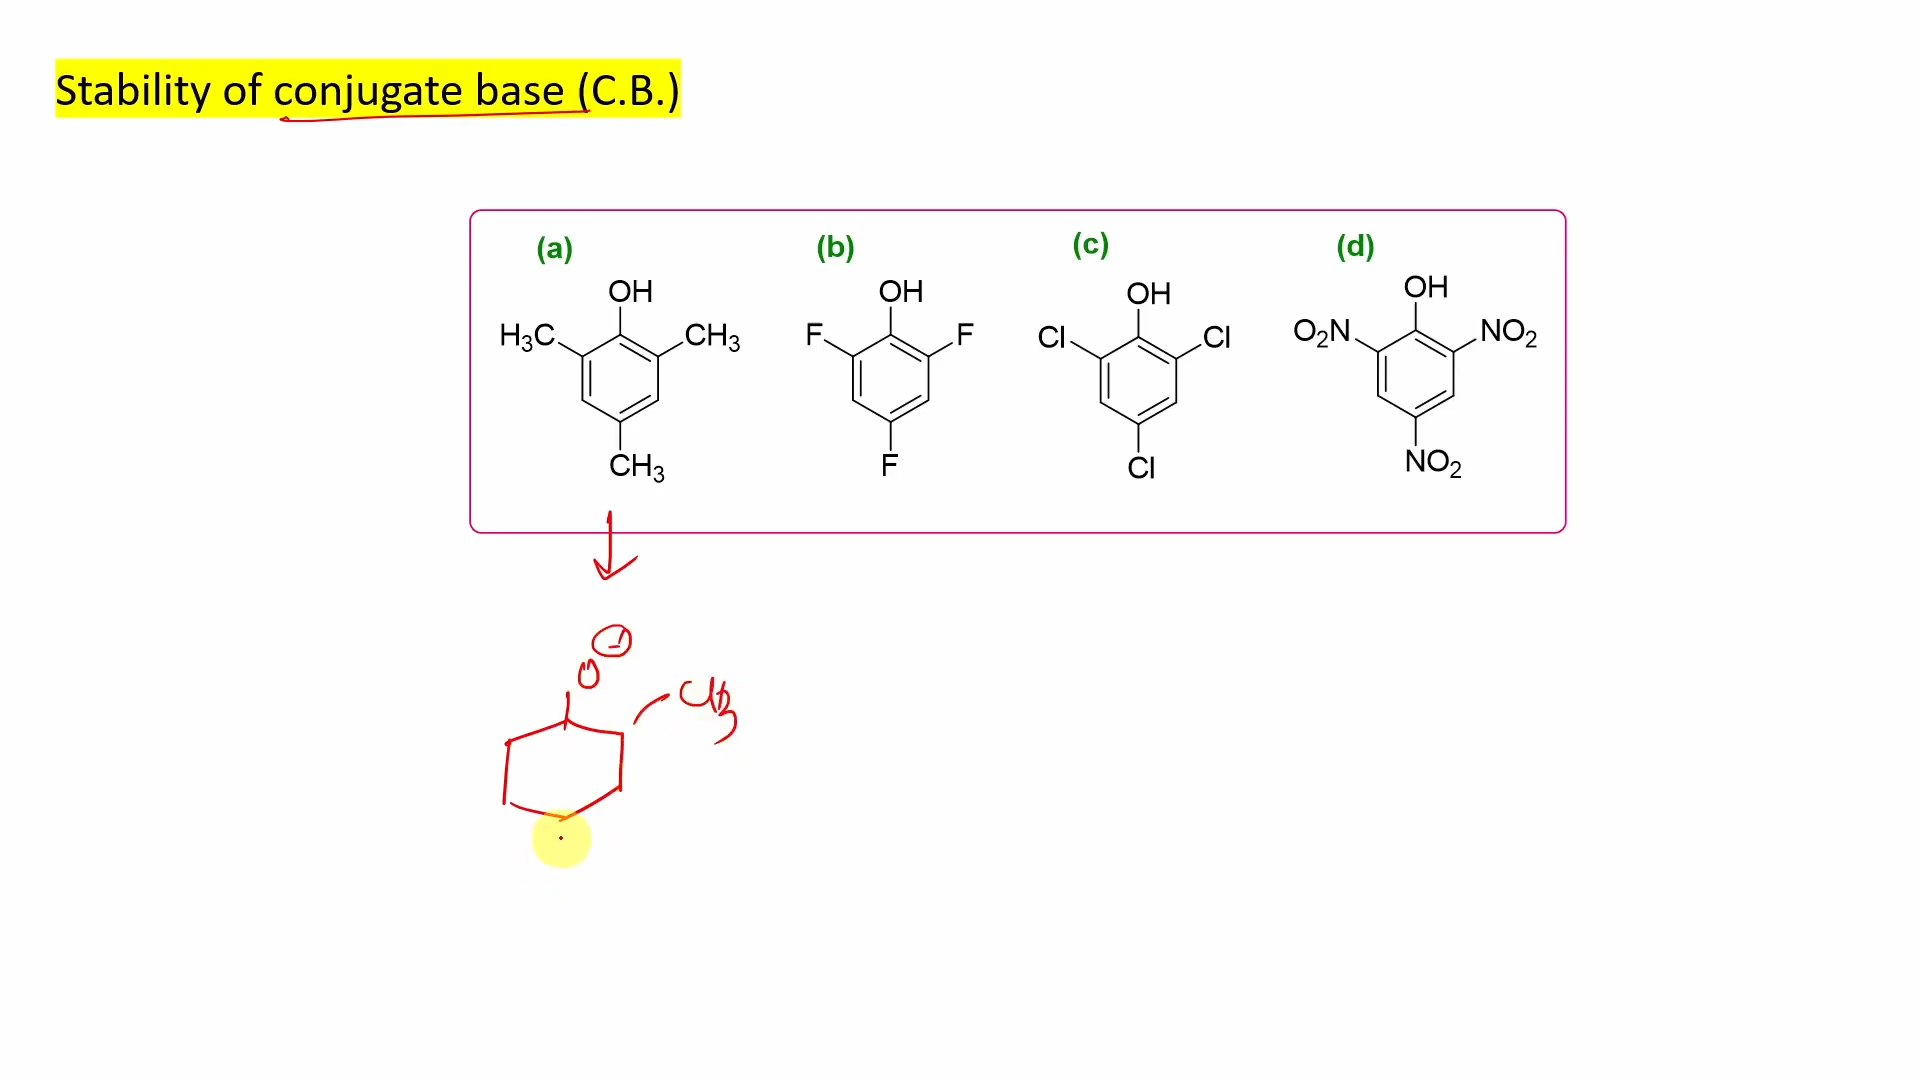 Stability of conjugate base (C.B.)
(a) (b) (c) (d)
OH OH OH OH
H₃C CH₃ F F Cl Cl O₂N NO₂
CH₃ F Cl NO₂
⊖
O
CH₃